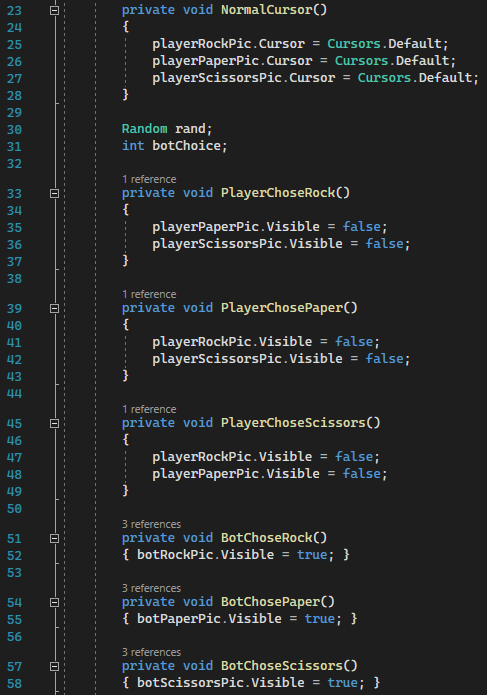 23 private void NormalCursor()
24 {
25 playerRockPic.Cursor = Cursors.Default;
26 playerPaperPic.Cursor = Cursors.Default;
27 playerScissorsPic.Cursor = Cursors.Default;
28 }
29
30 Random rand;
31 int botChoice;
32
1 reference
33 private void PlayerChoseRock()
34 {
35 playerPaperPic.Visible = false;
36 playerScissorsPic.Visible = false;
37 }
38
1 reference
39 private void PlayerChosePaper()
40 {
41 playerRockPic.Visible = false;
42 playerScissorsPic.Visible = false;
43 }
44
1 reference
45 private void PlayerChoseScissors()
46 {
47 playerRockPic.Visible = false;
48 playerPaperPic.Visible = false;
49 }
50
3 references
51 private void BotChoseRock()
52 { botRockPic.Visible = true; }
53
3 references
54 private void BotChosePaper()
55 { botPaperPic.Visible = true; }
56
3 references
57 private void BotChoseScissors()
58 { botScissorsPic.Visible = true; }